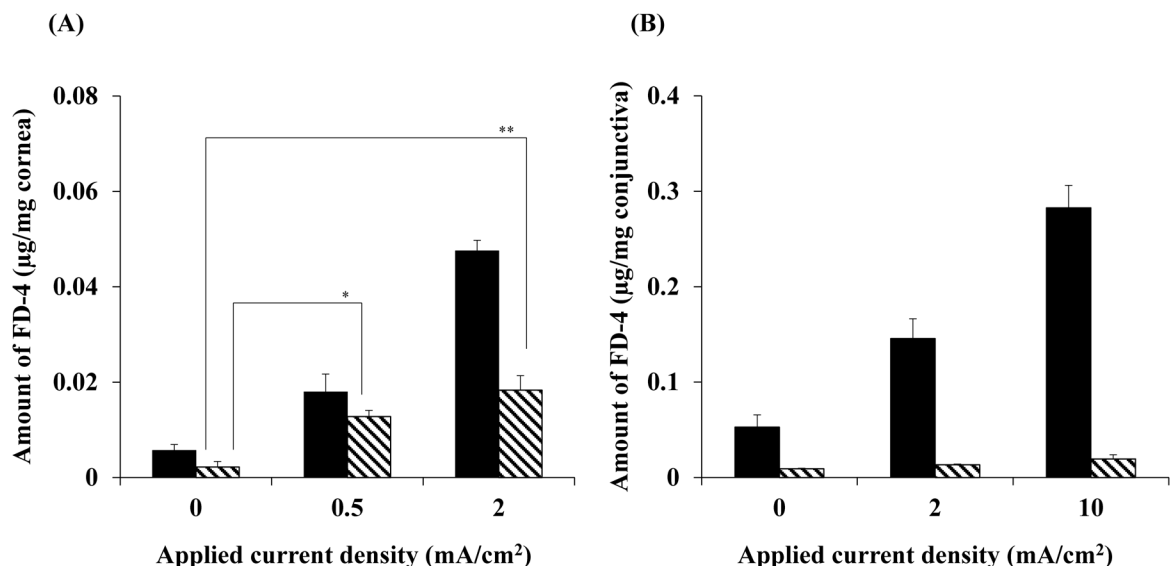 (A)
Amount of FD-4 (µg/mg cornea)
0.08
0.06
0.04
0.02
0
**
*
0 0.5 2
Applied current density (mA/cm²)
(B)
Amount of FD-4 (µg/mg conjunctiva)
0.4
0.3
0.2
0.1
0
0 2 10
Applied current density (mA/cm²)